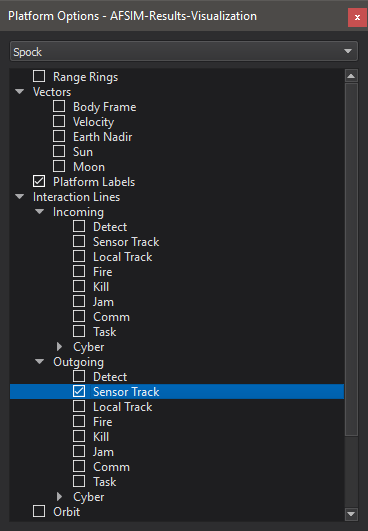 Platform Options - AFSIM-Results-Visualization
x
Spock
Range Rings
Vectors
Body Frame
Velocity
Earth Nadir
Sun
Moon
Platform Labels
Interaction Lines
Incoming
Detect
Sensor Track
Local Track
Fire
Kill
Jam
Comm
Task
Cyber
Outgoing
Detect
Sensor Track
Local Track
Fire
Kill
Jam
Comm
Task
Cyber
Orbit